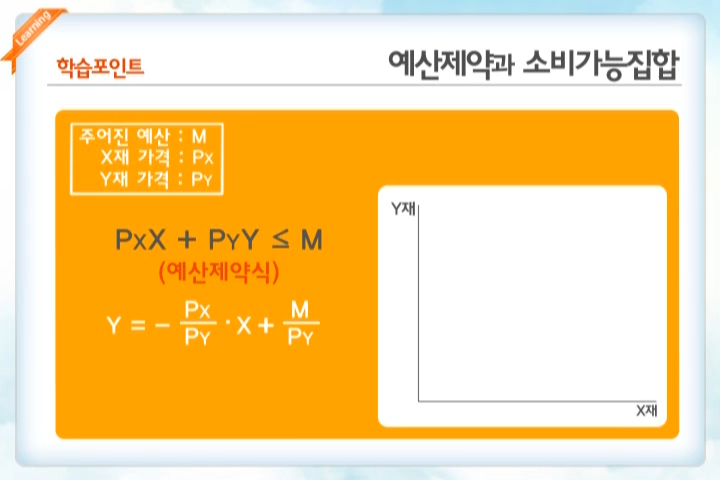 Learning
학습포인트
예산제약과 소비가능집합
주어진 예산 : M
X재 가격 : Px
Y재 가격 : PY
PxX + PYY ≤ M
(예산제약식)
Y = − Px/PY · X + M/PY
Y재
X재